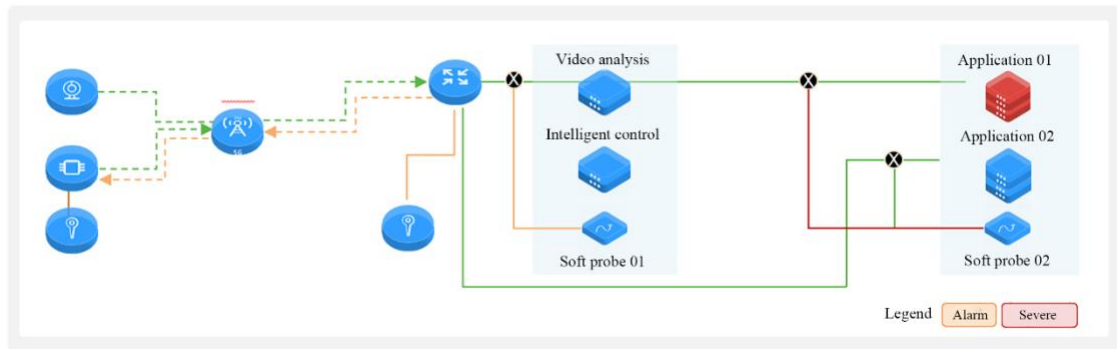 Video analysis
Application 01
Intelligent control
Application 02
Soft probe 01
Soft probe 02
Legend
Alarm
Severe